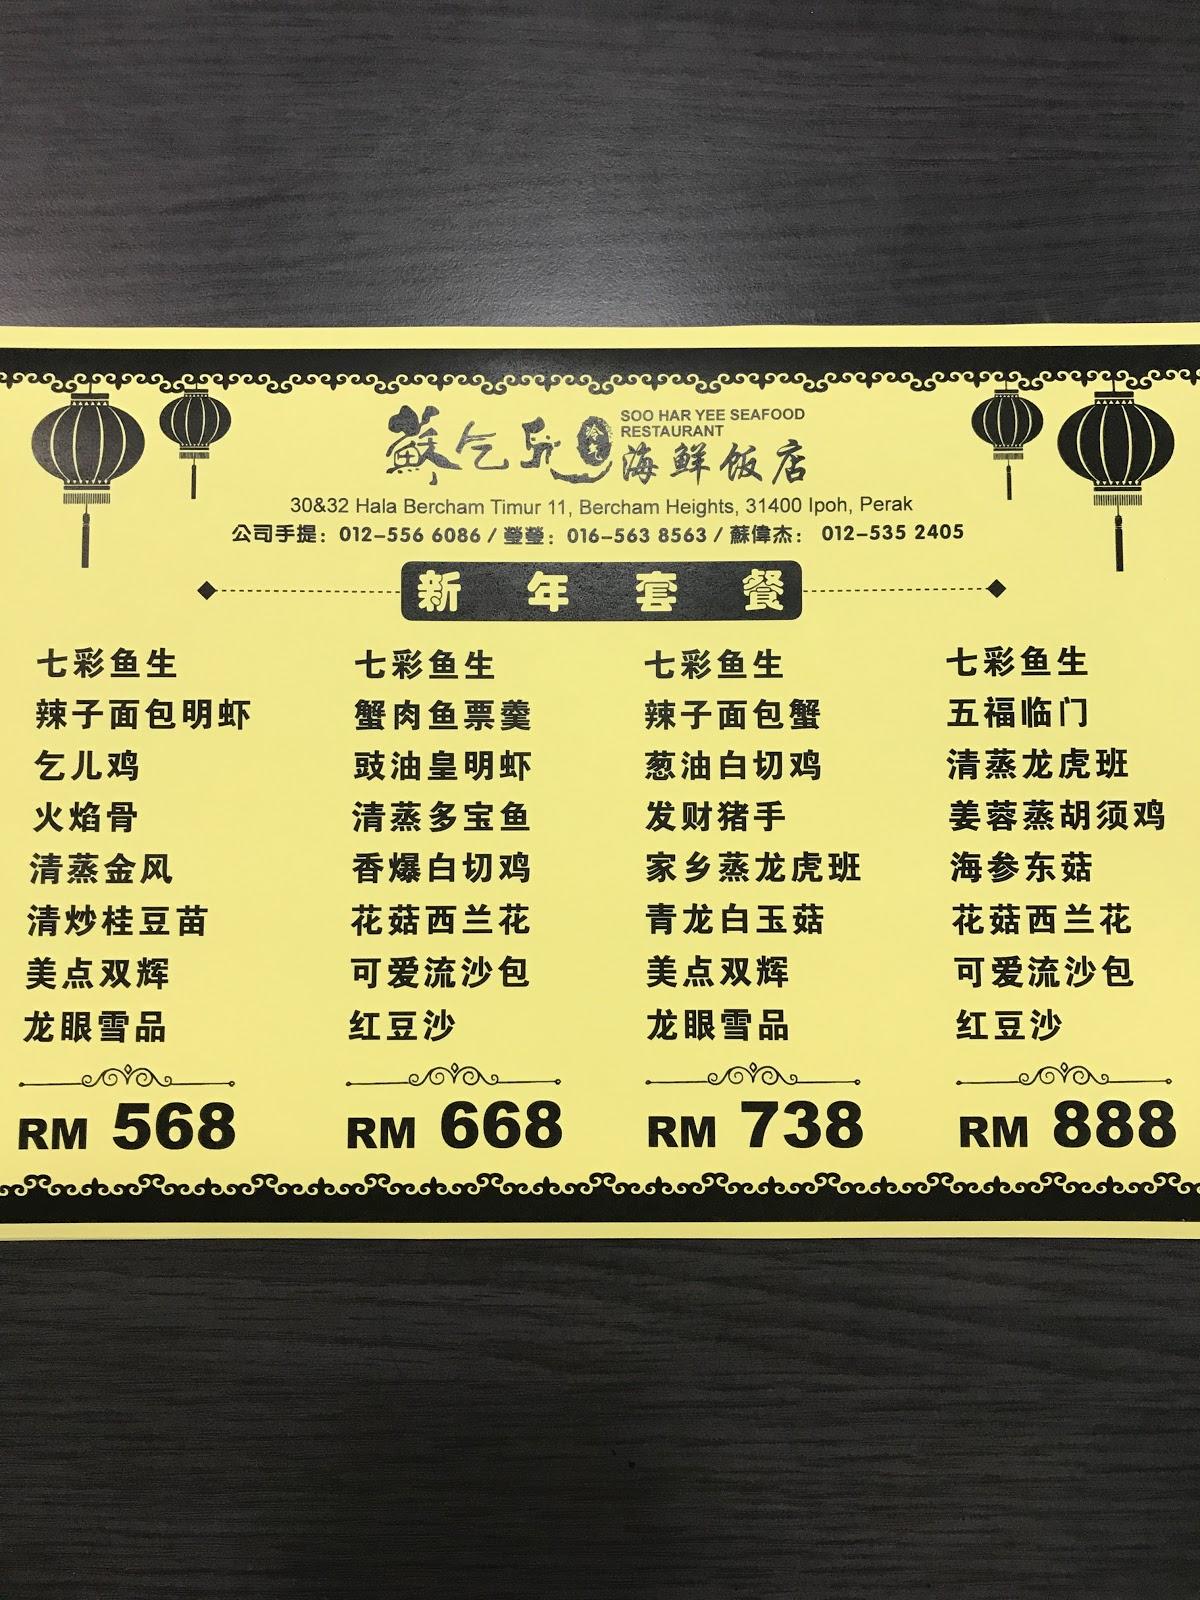 蘇乞兒
SOO HAR YEE SEAFOOD
RESTAURANT
海鲜饭店
30&32 Hala Bercham Timur 11, Bercham Heights, 31400 Ipoh, Perak
公司手提：012-556 6086 / 瑩瑩：016-563 8563 / 蘇偉杰：012-535 2405
新年套餐
七彩鱼生
辣子面包明虾
乞儿鸡
火焰骨
清蒸金风
清炒桂豆苗
美点双辉
龙眼雪品
RM 568
七彩鱼生
蟹肉鱼票羹
豉油皇明虾
清蒸多宝鱼
香爆白切鸡
花菇西兰花
可爱流沙包
红豆沙
RM 668
七彩鱼生
辣子面包蟹
葱油白切鸡
发财猪手
家乡蒸龙虎班
青龙白玉菇
美点双辉
龙眼雪品
RM 738
七彩鱼生
五福临门
清蒸龙虎班
姜蓉蒸胡须鸡
海参东菇
花菇西兰花
可爱流沙包
红豆沙
RM 888